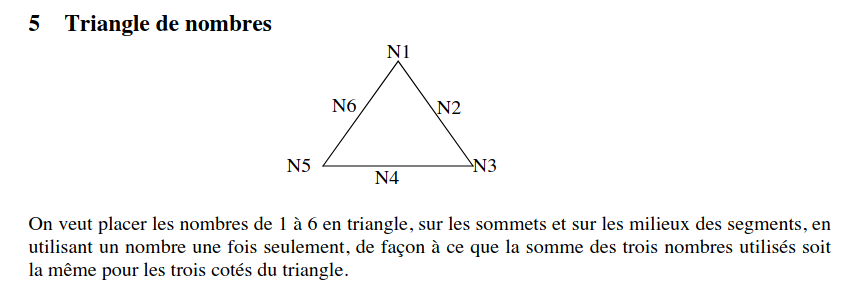 5 Triangle de nombres
N1
N6
N2
N5
N3
N4
On veut placer les nombres de 1 à 6 en triangle, sur les sommets et sur les milieux des segments, en
utilisant un nombre une fois seulement, de façon à ce que la somme des trois nombres utilisés soit
la même pour les trois cotés du triangle.